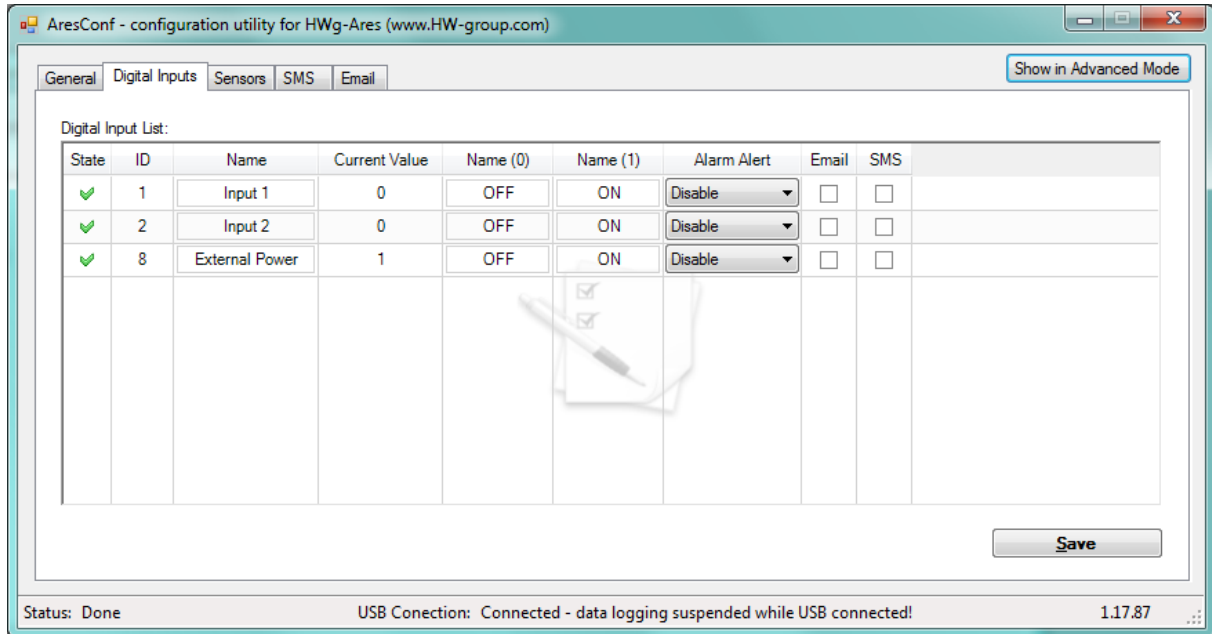 AresConf - configuration utility for HWg-Ares (www.HW-group.com)
Show in Advanced Mode
General Digital Inputs Sensors SMS Email
Digital Input List:
State ID Name Current Value Name (0) Name (1) Alarm Alert Email SMS
1 Input 1 0 OFF ON Disable
2 Input 2 0 OFF ON Disable
8 External Power 1 OFF ON Disable
Save
Status: Done USB Conection: Connected - data logging suspended while USB connected! 1.17.87